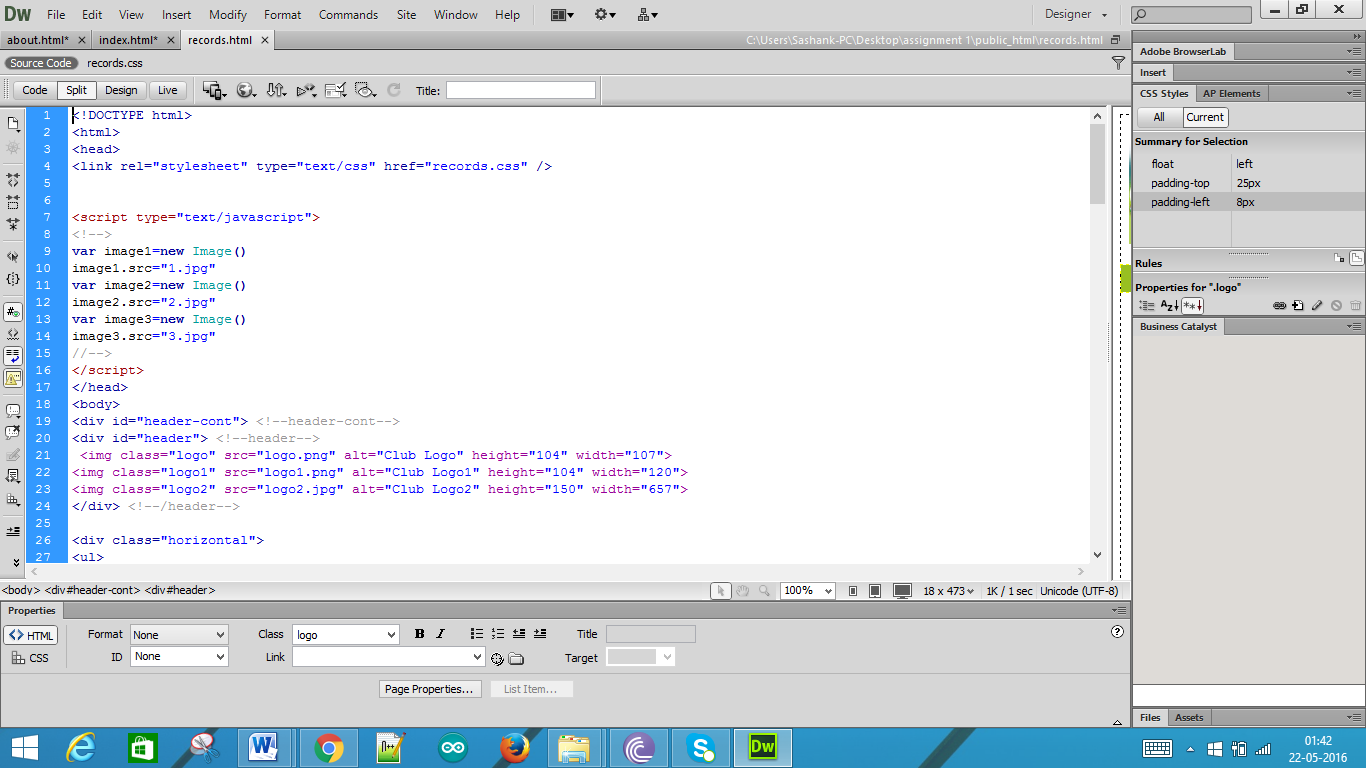 Dw File Edit View Insert Modify Format Commands Site Window Help Designer
about.html* index.html* records.html C:\Users\Sashank-PC\Desktop\assignment 1\public_html\records.html
Source Code records.css
Code Split Design Live Title:
1 <!DOCTYPE html>
2 <html>
3 <head>
4 <link rel="stylesheet" type="text/css" href="records.css" />
5
6
7 <script type="text/javascript">
8 <!-->
9 var image1=new Image()
10 image1.src="1.jpg"
11 var image2=new Image()
12 image2.src="2.jpg"
13 var image3=new Image()
14 image3.src="3.jpg"
15 //-->
16 </script>
17 </head>
18 <body>
19 <div id="header-cont"> <!--header-cont-->
20 <div id="header"> <!--header-->
21 <img class="logo" src="logo.png" alt="Club Logo" height="104" width="107">
22 <img class="logo1" src="logo1.png" alt="Club Logo1" height="104" width="120">
23 <img class="logo2" src="logo2.jpg" alt="Club Logo2" height="150" width="657">
24 </div> <!--/header-->
25
26 <div class="horizontal">
27 <ul>
<body> <div#header-cont> <div#header> 100% 18 x 473 1K / 1 sec Unicode (UTF-8)
Properties
HTML Format None Class logo B I Title
CSS ID None Link Target
Page Properties... List Item...
Adobe BrowserLab
Insert
CSS Styles AP Elements
All Current
Summary for Selection
float left
padding-top 25px
padding-left 8px
Rules
Properties for ".logo"
Business Catalyst
Files Assets
Dw
01:42
22-05-2016